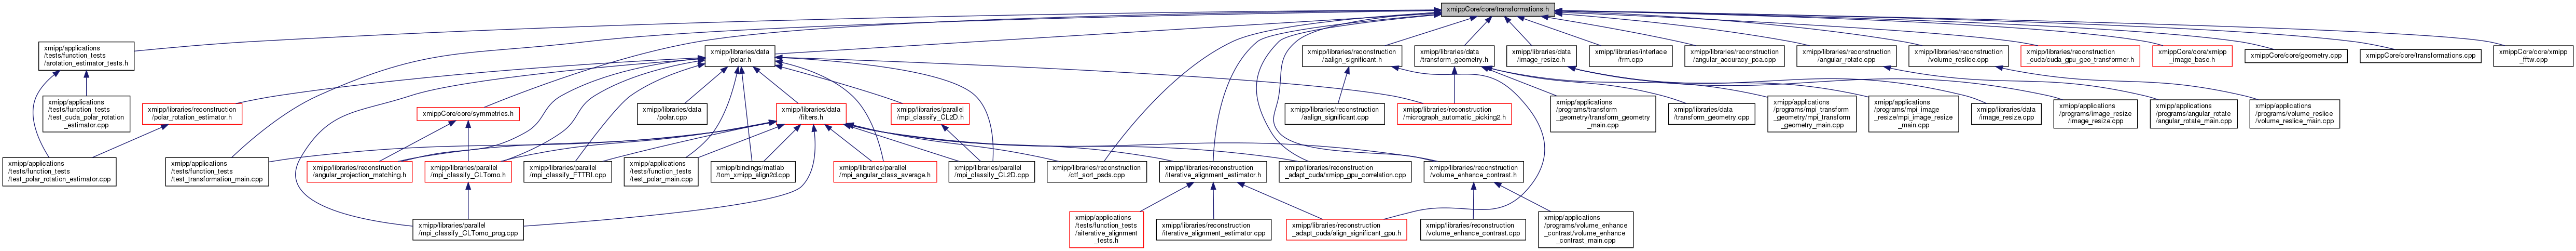 xmippCore/core/transformations.h
xmipp/applications
/tests/function_tests
/arotation_estimator_tests.h
xmipp/libraries/data
/polar.h
xmipp/libraries/reconstruction
/aalign_significant.h
xmipp/libraries/data
/transform_geometry.h
xmipp/libraries/data
/image_resize.h
xmipp/libraries/interface
/frm.cpp
xmipp/libraries/reconstruction
/angular_accuracy_pca.cpp
xmipp/libraries/reconstruction
/angular_rotate.cpp
xmipp/libraries/reconstruction
/volume_reslice.cpp
xmipp/libraries/reconstruction
_cuda/cuda_gpu_geo_transformer.h
xmippCore/core/xmipp
_image_base.h
xmippCore/core/geometry.cpp
xmippCore/core/transformations.cpp
xmippCore/core/xmipp
_fftw.cpp
xmipp/applications
/tests/function_tests
/test_cuda_polar_rotation
_estimator.cpp
xmipp/libraries/reconstruction
/polar_rotation_estimator.h
xmippCore/core/symmetries.h
xmipp/libraries/data
/polar.cpp
xmipp/libraries/data
/filters.h
xmipp/libraries/parallel
/mpi_classify_CL2D.h
xmipp/libraries/reconstruction
/aalign_significant.cpp
xmipp/libraries/reconstruction
/micrograph_automatic_picking2.h
xmipp/applications
/programs/transform
_geometry/transform_geometry
_main.cpp
xmipp/libraries/data
/transform_geometry.cpp
xmipp/applications
/programs/mpi_transform
_geometry/mpi_transform
_geometry_main.cpp
xmipp/applications
/programs/mpi_image
_resize/mpi_image_resize
_main.cpp
xmipp/libraries/data
/image_resize.cpp
xmipp/applications
/programs/image_resize
/image_resize.cpp
xmipp/applications
/programs/angular_rotate
/angular_rotate_main.cpp
xmipp/applications
/programs/volume_reslice
/volume_reslice_main.cpp
xmipp/applications
/tests/function_tests
/test_polar_rotation_estimator.cpp
xmipp/applications
/tests/function_tests
/test_transformation_main.cpp
xmipp/libraries/reconstruction
/angular_projection_matching.h
xmipp/libraries/parallel
/mpi_classify_CLTomo.h
xmipp/libraries/parallel
/mpi_classify_FTTRI.cpp
xmipp/applications
/tests/function_tests
/test_polar_main.cpp
xmipp/bindings/matlab
/tom_xmipp_align2d.cpp
xmipp/libraries/parallel
/mpi_angular_class_average.h
xmipp/libraries/parallel
/mpi_classify_CL2D.cpp
xmipp/libraries/reconstruction
/ctf_sort_psds.cpp
xmipp/libraries/reconstruction
/iterative_alignment_estimator.h
xmipp/libraries/reconstruction
_adapt_cuda/xmipp_gpu_correlation.cpp
xmipp/libraries/reconstruction
/volume_enhance_contrast.h
xmipp/libraries/parallel
/mpi_classify_CLTomo_prog.cpp
xmipp/applications
/tests/function_tests
/aiterative_alignment
_tests.h
xmipp/libraries/reconstruction
/iterative_alignment_estimator.cpp
xmipp/libraries/reconstruction
_adapt_cuda/align_significant_gpu.h
xmipp/libraries/reconstruction
/volume_enhance_contrast.cpp
xmipp/applications
/programs/volume_enhance
_contrast/volume_enhance
_contrast_main.cpp